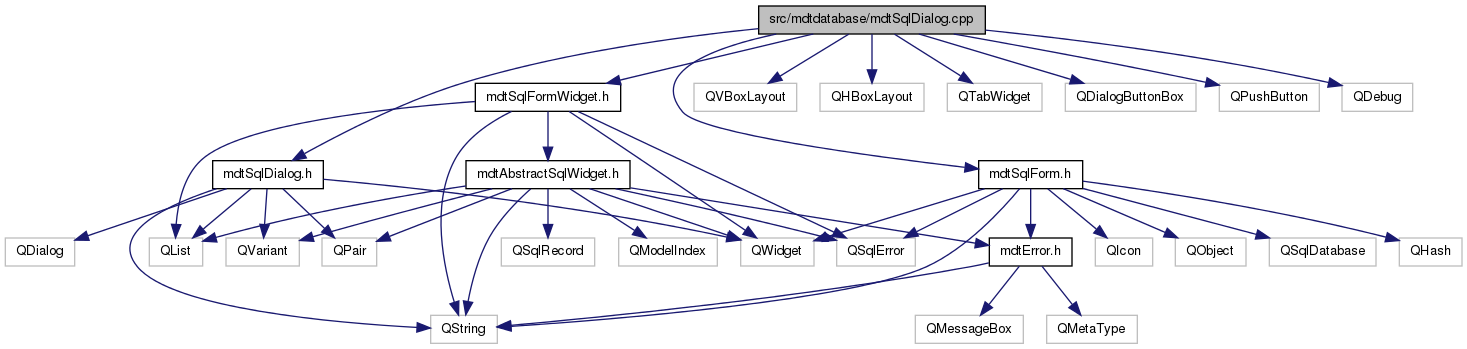 src/mdtdatabase/mdtSqlDialog.cpp
mdtSqlFormWidget.h
QVBoxLayout
QHBoxLayout
QTabWidget
QDialogButtonBox
QPushButton
QDebug
mdtSqlDialog.h
mdtAbstractSqlWidget.h
mdtSqlForm.h
QDialog
QList
QVariant
QPair
QSqlRecord
QModelIndex
QWidget
QSqlError
mdtError.h
QIcon
QObject
QSqlDatabase
QHash
QString
QMessageBox
QMetaType